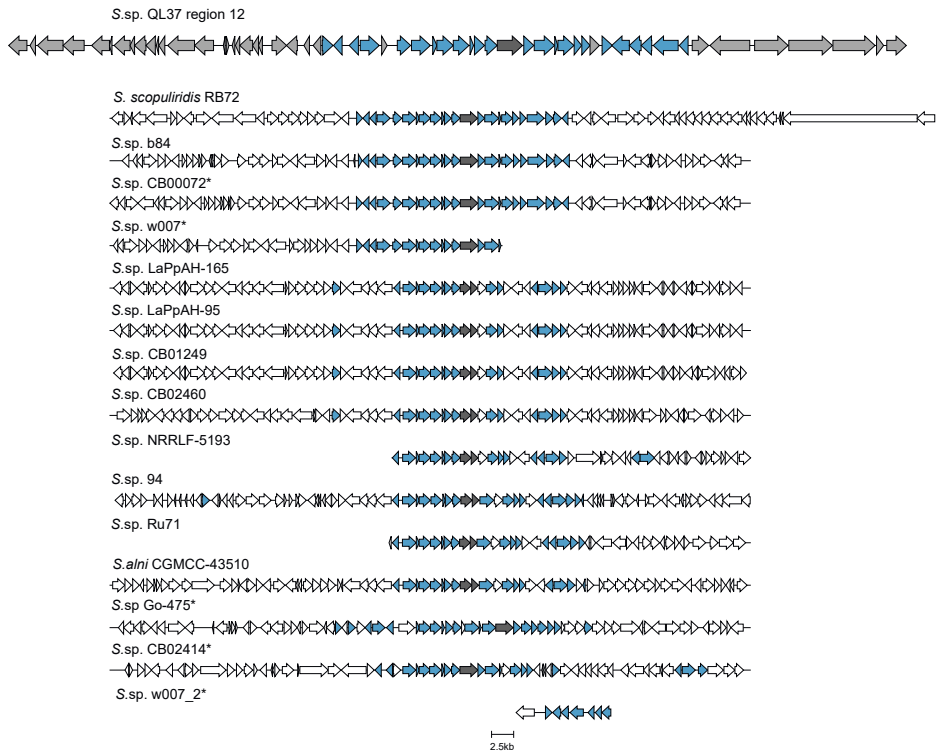 S.sp. QL37 region 12
S. scopuliridis RB72
S.sp. b84
S.sp. CB00072*
S.sp. w007*
S.sp. LaPpAH-165
S.sp. LaPpAH-95
S.sp. CB01249
S.sp. CB02460
S.sp. NRRLF-5193
S.sp. 94
S.sp. Ru71
S.alni CGMCC-43510
S.sp Go-475*
S.sp. CB02414*
S.sp. w007_2*
2.5kb